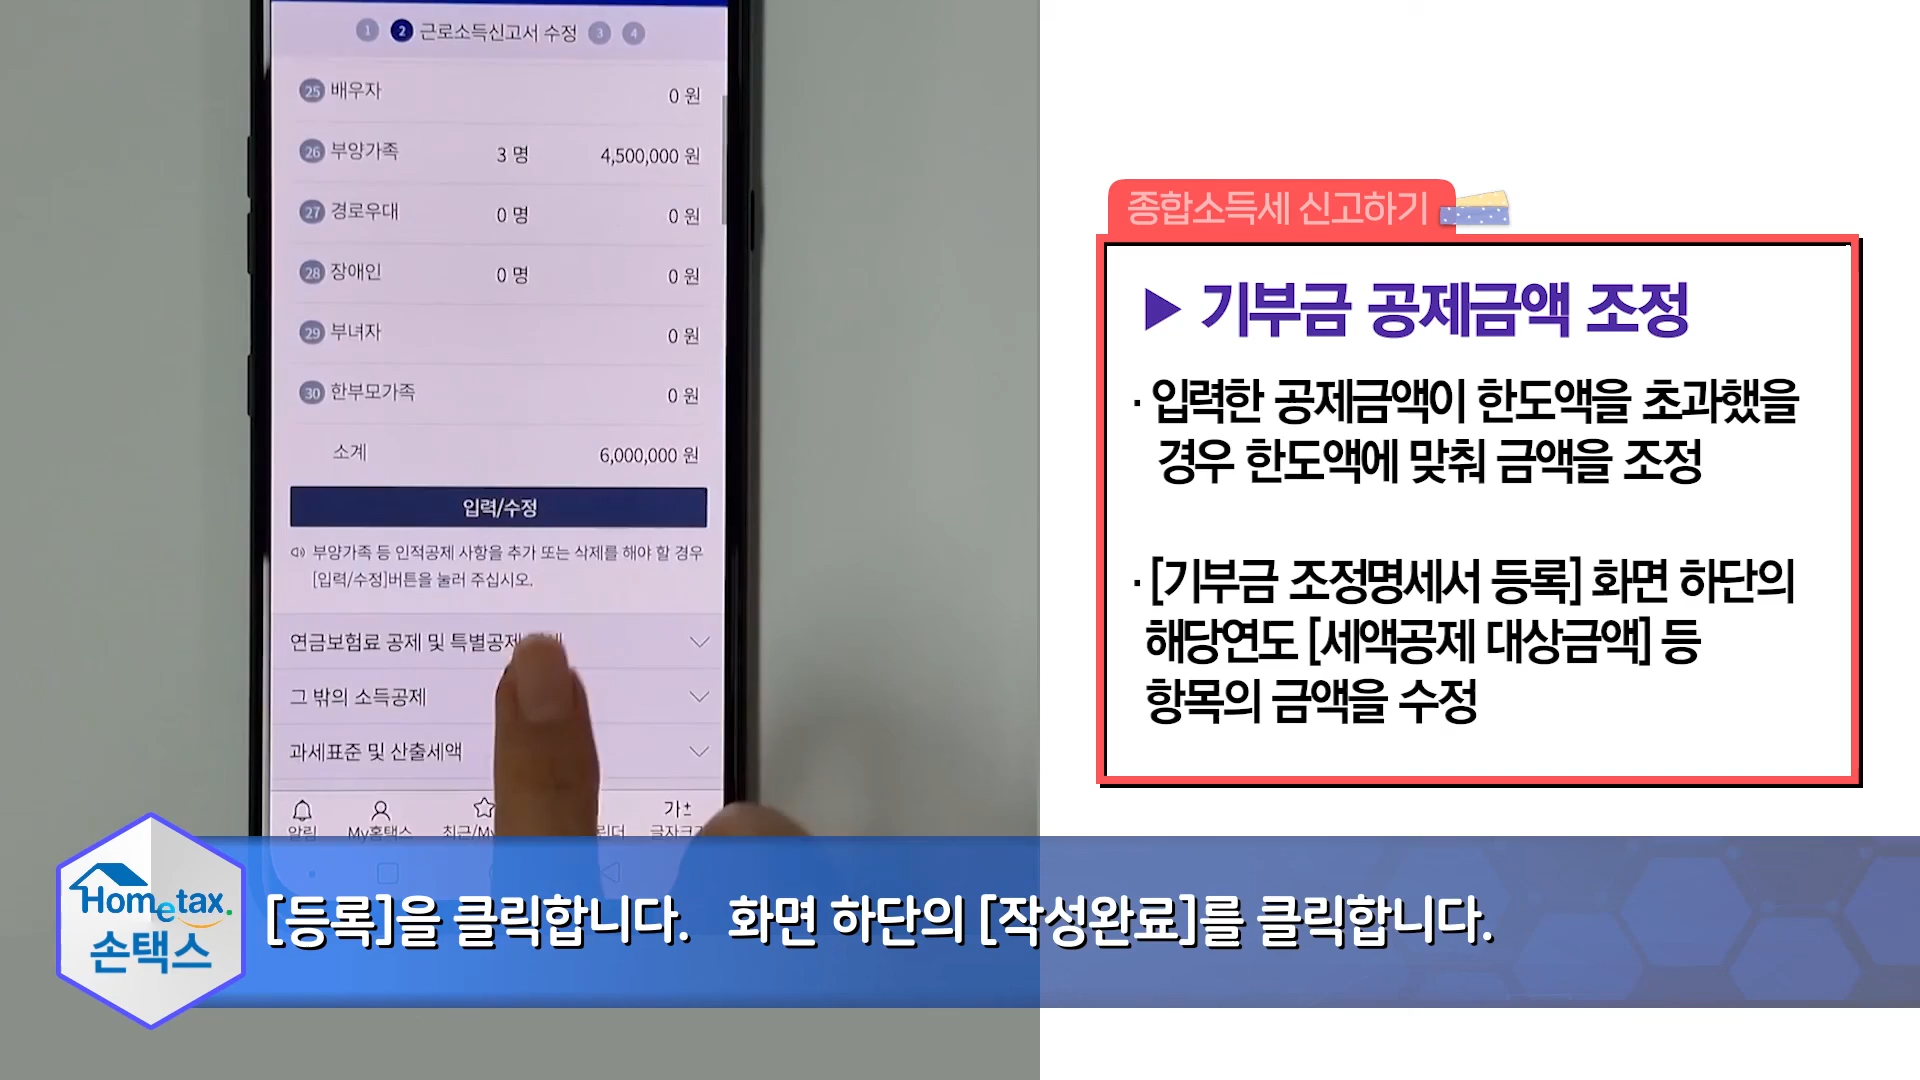 1 2 근로소득신고서 수정 3 4
25 배우자 0 원
26 부양가족 3 명 4,500,000 원
27 경로우대 0 명 0 원
28 장애인 0 명 0 원
29 부녀자 0 원
30 한부모가족 0 원
소계 6,000,000 원
입력/수정
부양가족 등 인적공제 사항을 추가 또는 삭제를 해야 할 경우
[입력/수정]버튼을 눌러 주십시오.
연금보험료 공제 및 특별공제
그 밖의 소득공제
과세표준 및 산출세액
가±
알림 My홈택스 최근/My
종합소득세 신고하기
▶ 기부금 공제금액 조정
· 입력한 공제금액이 한도액을 초과했을
경우 한도액에 맞춰 금액을 조정
· [기부금 조정명세서 등록] 화면 하단의
해당연도 [세액공제 대상금액] 등
항목의 금액을 수정
Hometax.
손택스
[등록]을 클릭합니다. 화면 하단의 [작성완료]를 클릭합니다.